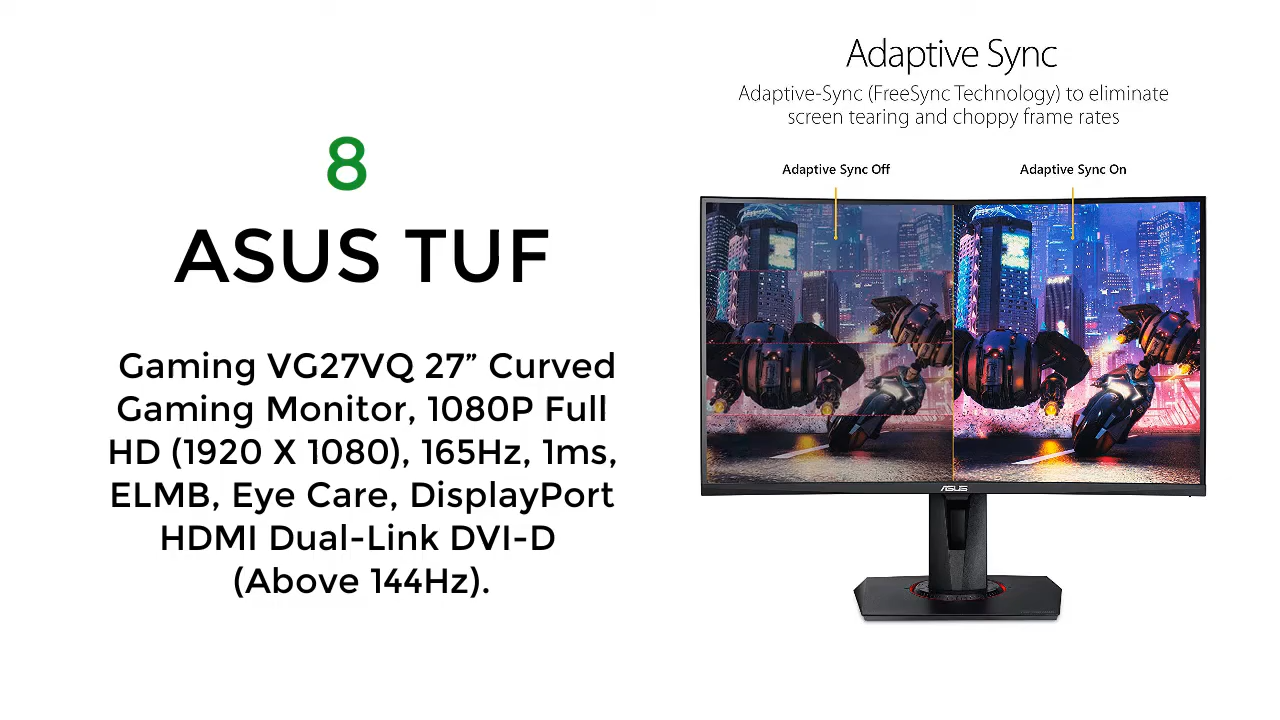 8
ASUS TUF
Gaming VG27VQ 27” Curved
Gaming Monitor, 1080P Full
HD (1920 X 1080), 165Hz, 1ms,
ELMB, Eye Care, DisplayPort
HDMI Dual-Link DVI-D
(Above 144Hz).
Adaptive Sync
Adaptive-Sync (FreeSync Technology) to eliminate
screen tearing and choppy frame rates
Adaptive Sync Off
Adaptive Sync On
ASUS